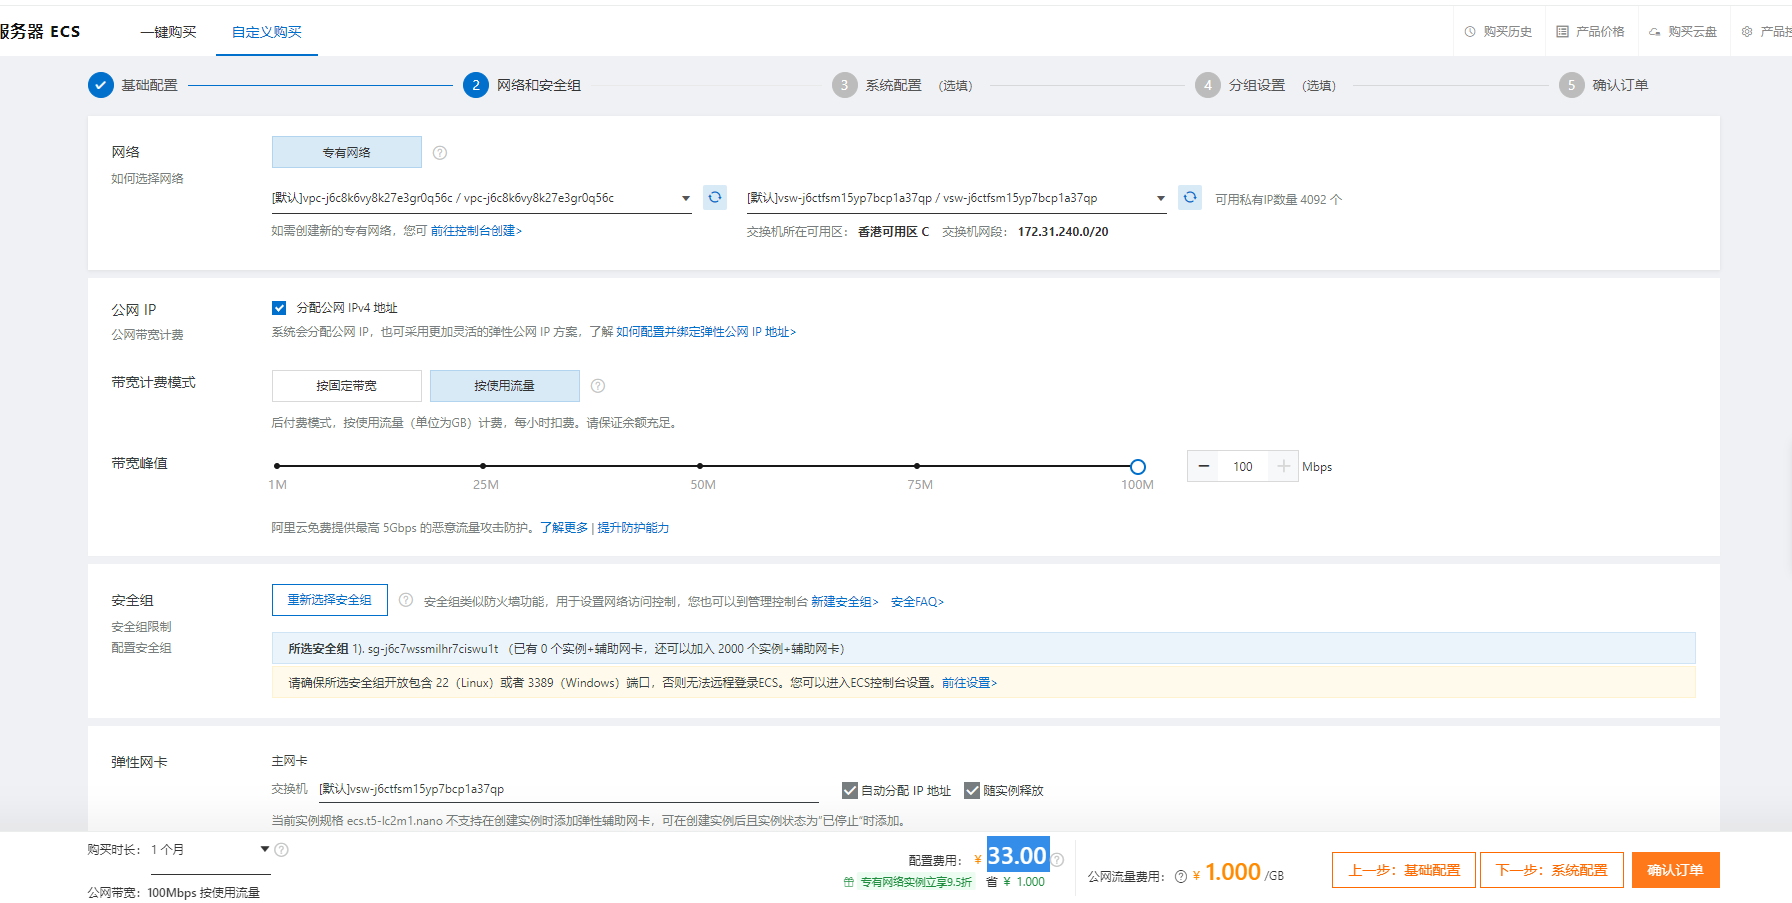 服务器 ECS
一键购买
自定义购买
购买历史
产品价格
购买云盘
产品控
基础配置
2 网络和安全组
3 系统配置 (选填)
4 分组设置 (选填)
5 确认订单
网络
如何选择网络
专有网络
[默认]vpc-j6c8k6vy8k27e3gr0q56c / vpc-j6c8k6vy8k27e3gr0q56c
[默认]vsw-j6ctfsm15yp7bcp1a37qp / vsw-j6ctfsm15yp7bcp1a37qp
可用私有IP数量 4092 个
如需创建新的专有网络，您可 前往控制台创建>
交换机所在可用区： 香港可用区 C 交换机网段： 172.31.240.0/20
公网 IP
公网带宽计费
分配公网 IPv4 地址
系统会分配公网 IP，也可采用更加灵活的弹性公网 IP 方案，了解 如何配置并绑定弹性公网 IP 地址>
带宽计费模式
按固定带宽
按使用流量
后付费模式，按使用流量（单位为GB）计费，每小时扣费。请保证余额充足。
带宽峰值
1M
25M
50M
75M
100M
100 Mbps
阿里云免费提供最高 5Gbps 的恶意流量攻击防护。了解更多 | 提升防护能力
安全组
安全组限制
配置安全组
重新选择安全组
安全组类似防火墙功能，用于设置网络访问控制，您也可以到管理控制台 新建安全组> 安全FAQ>
所选安全组 1). sg-j6c7wssmilhr7ciswu1t （已有 0 个实例+辅助网卡，还可以加入 2000 个实例+辅助网卡）
请确保所选安全组开放包含 22（Linux）或者 3389（Windows）端口，否则无法远程登录ECS。您可以进入ECS控制台设置。前往设置>
弹性网卡
主网卡
交换机 [默认]vsw-j6ctfsm15yp7bcp1a37qp
自动分配 IP 地址
随实例释放
当前实例规格 ecs.t5-lc2m1.nano 不支持在创建实例时添加弹性辅助网卡，可在创建实例后且实例状态为“已停止”时添加。
购买时长： 1 个月
公网带宽： 100Mbps 按使用流量
配置费用： ¥ 33.00
专有网络实例立享9.5折 省 ¥ 1.000
公网流量费用： ¥ 1.000 /GB
上一步：基础配置
下一步：系统配置
确认订单